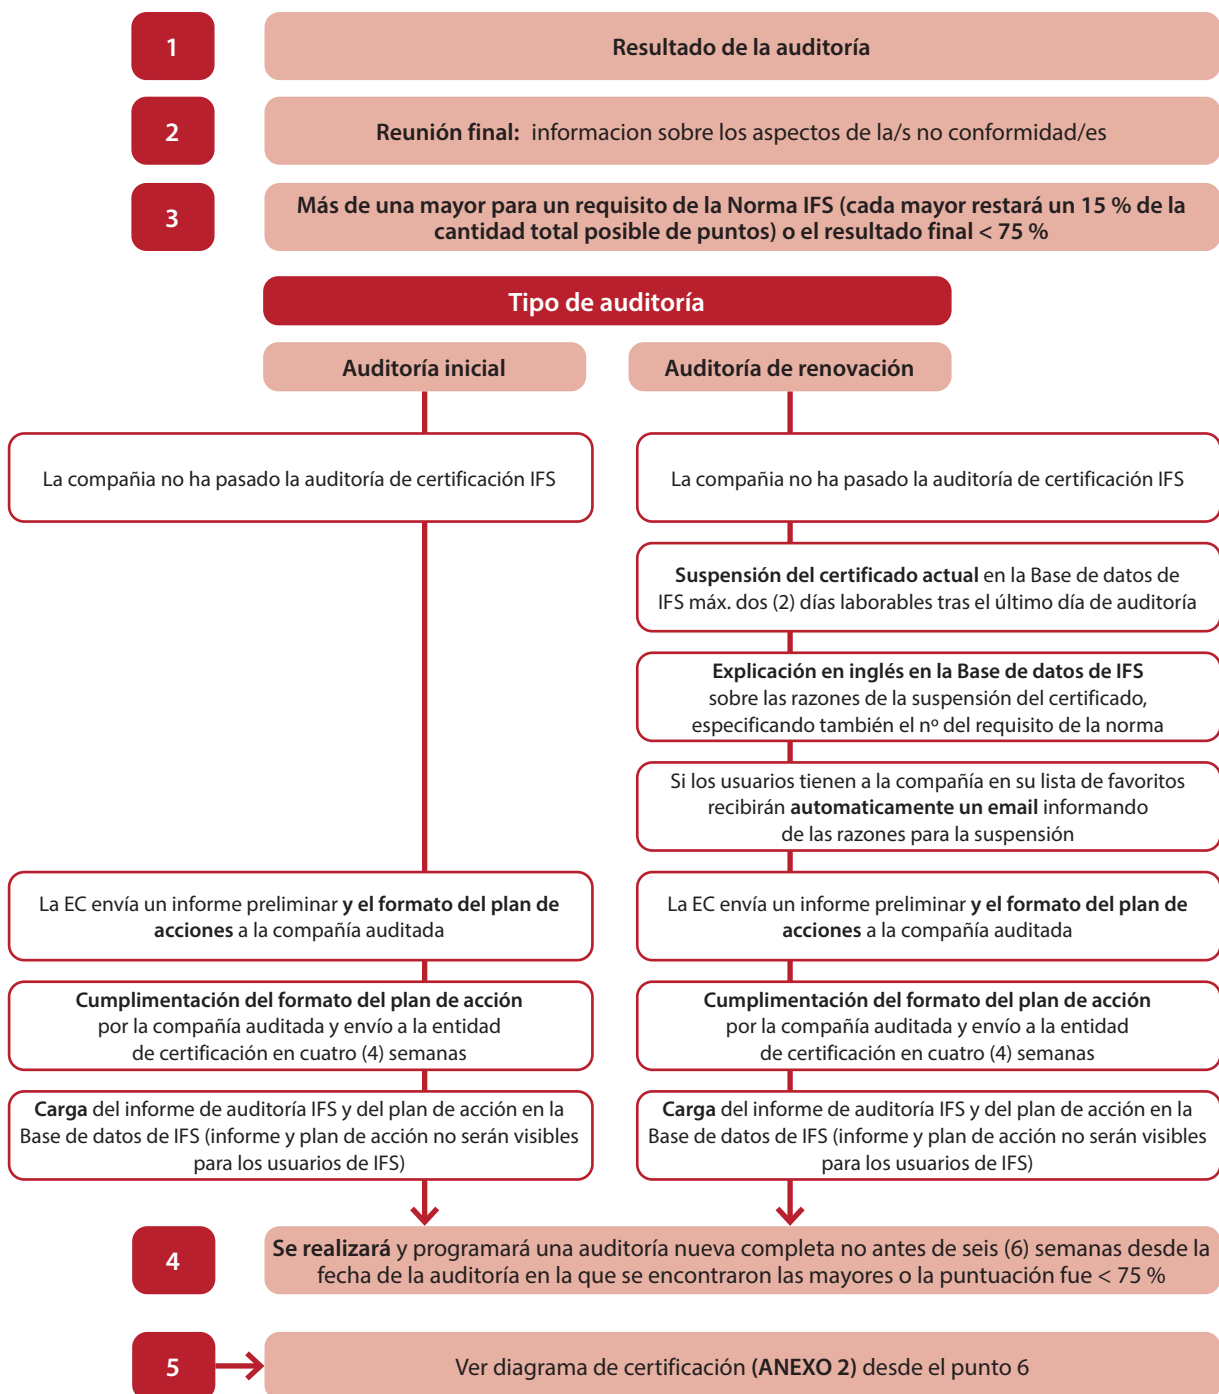 1
Resultado de la auditoría
2
Reunión final: informacion sobre los aspectos de la/s no conformidad/es
3
Más de una mayor para un requisito de la Norma IFS (cada mayor restará un 15 % de la
cantidad total posible de puntos) o el resultado final < 75 %
Tipo de auditoría
Auditoría inicial
La compañia no ha pasado la auditoría de certificación IFS
La EC envía un informe preliminar y el formato del plan de
acciones a la compañía auditada
Cumplimentación del formato del plan de acción
por la compañía auditada y envío a la entidad
de certificación en cuatro (4) semanas
Carga del informe de auditoría IFS y del plan de acción en la
Base de datos de IFS (informe y plan de acción no serán visibles
para los usuarios de IFS)
Auditoría de renovación
La compañia no ha pasado la auditoría de certificación IFS
Suspensión del certificado actual en la Base de datos de
IFS máx. dos (2) días laborables tras el último día de auditoría
Explicación en inglés en la Base de datos de IFS
sobre las razones de la suspensión del certificado,
especificando también el nº del requisito de la norma
Si los usuarios tienen a la compañía en su lista de favoritos
recibirán automaticamente un email informando
de las razones para la suspensión
La EC envía un informe preliminar y el formato del plan de
acciones a la compañía auditada
Cumplimentación del formato del plan de acción
por la compañía auditada y envío a la entidad
de certificación en cuatro (4) semanas
Carga del informe de auditoría IFS y del plan de acción en la
Base de datos de IFS (informe y plan de acción no serán visibles
para los usuarios de IFS)
4
Se realizará y programará una auditoría nueva completa no antes de seis (6) semanas desde la
fecha de la auditoría en la que se encontraron las mayores o la puntuación fue < 75 %
5
Ver diagrama de certificación (ANEXO 2) desde el punto 6